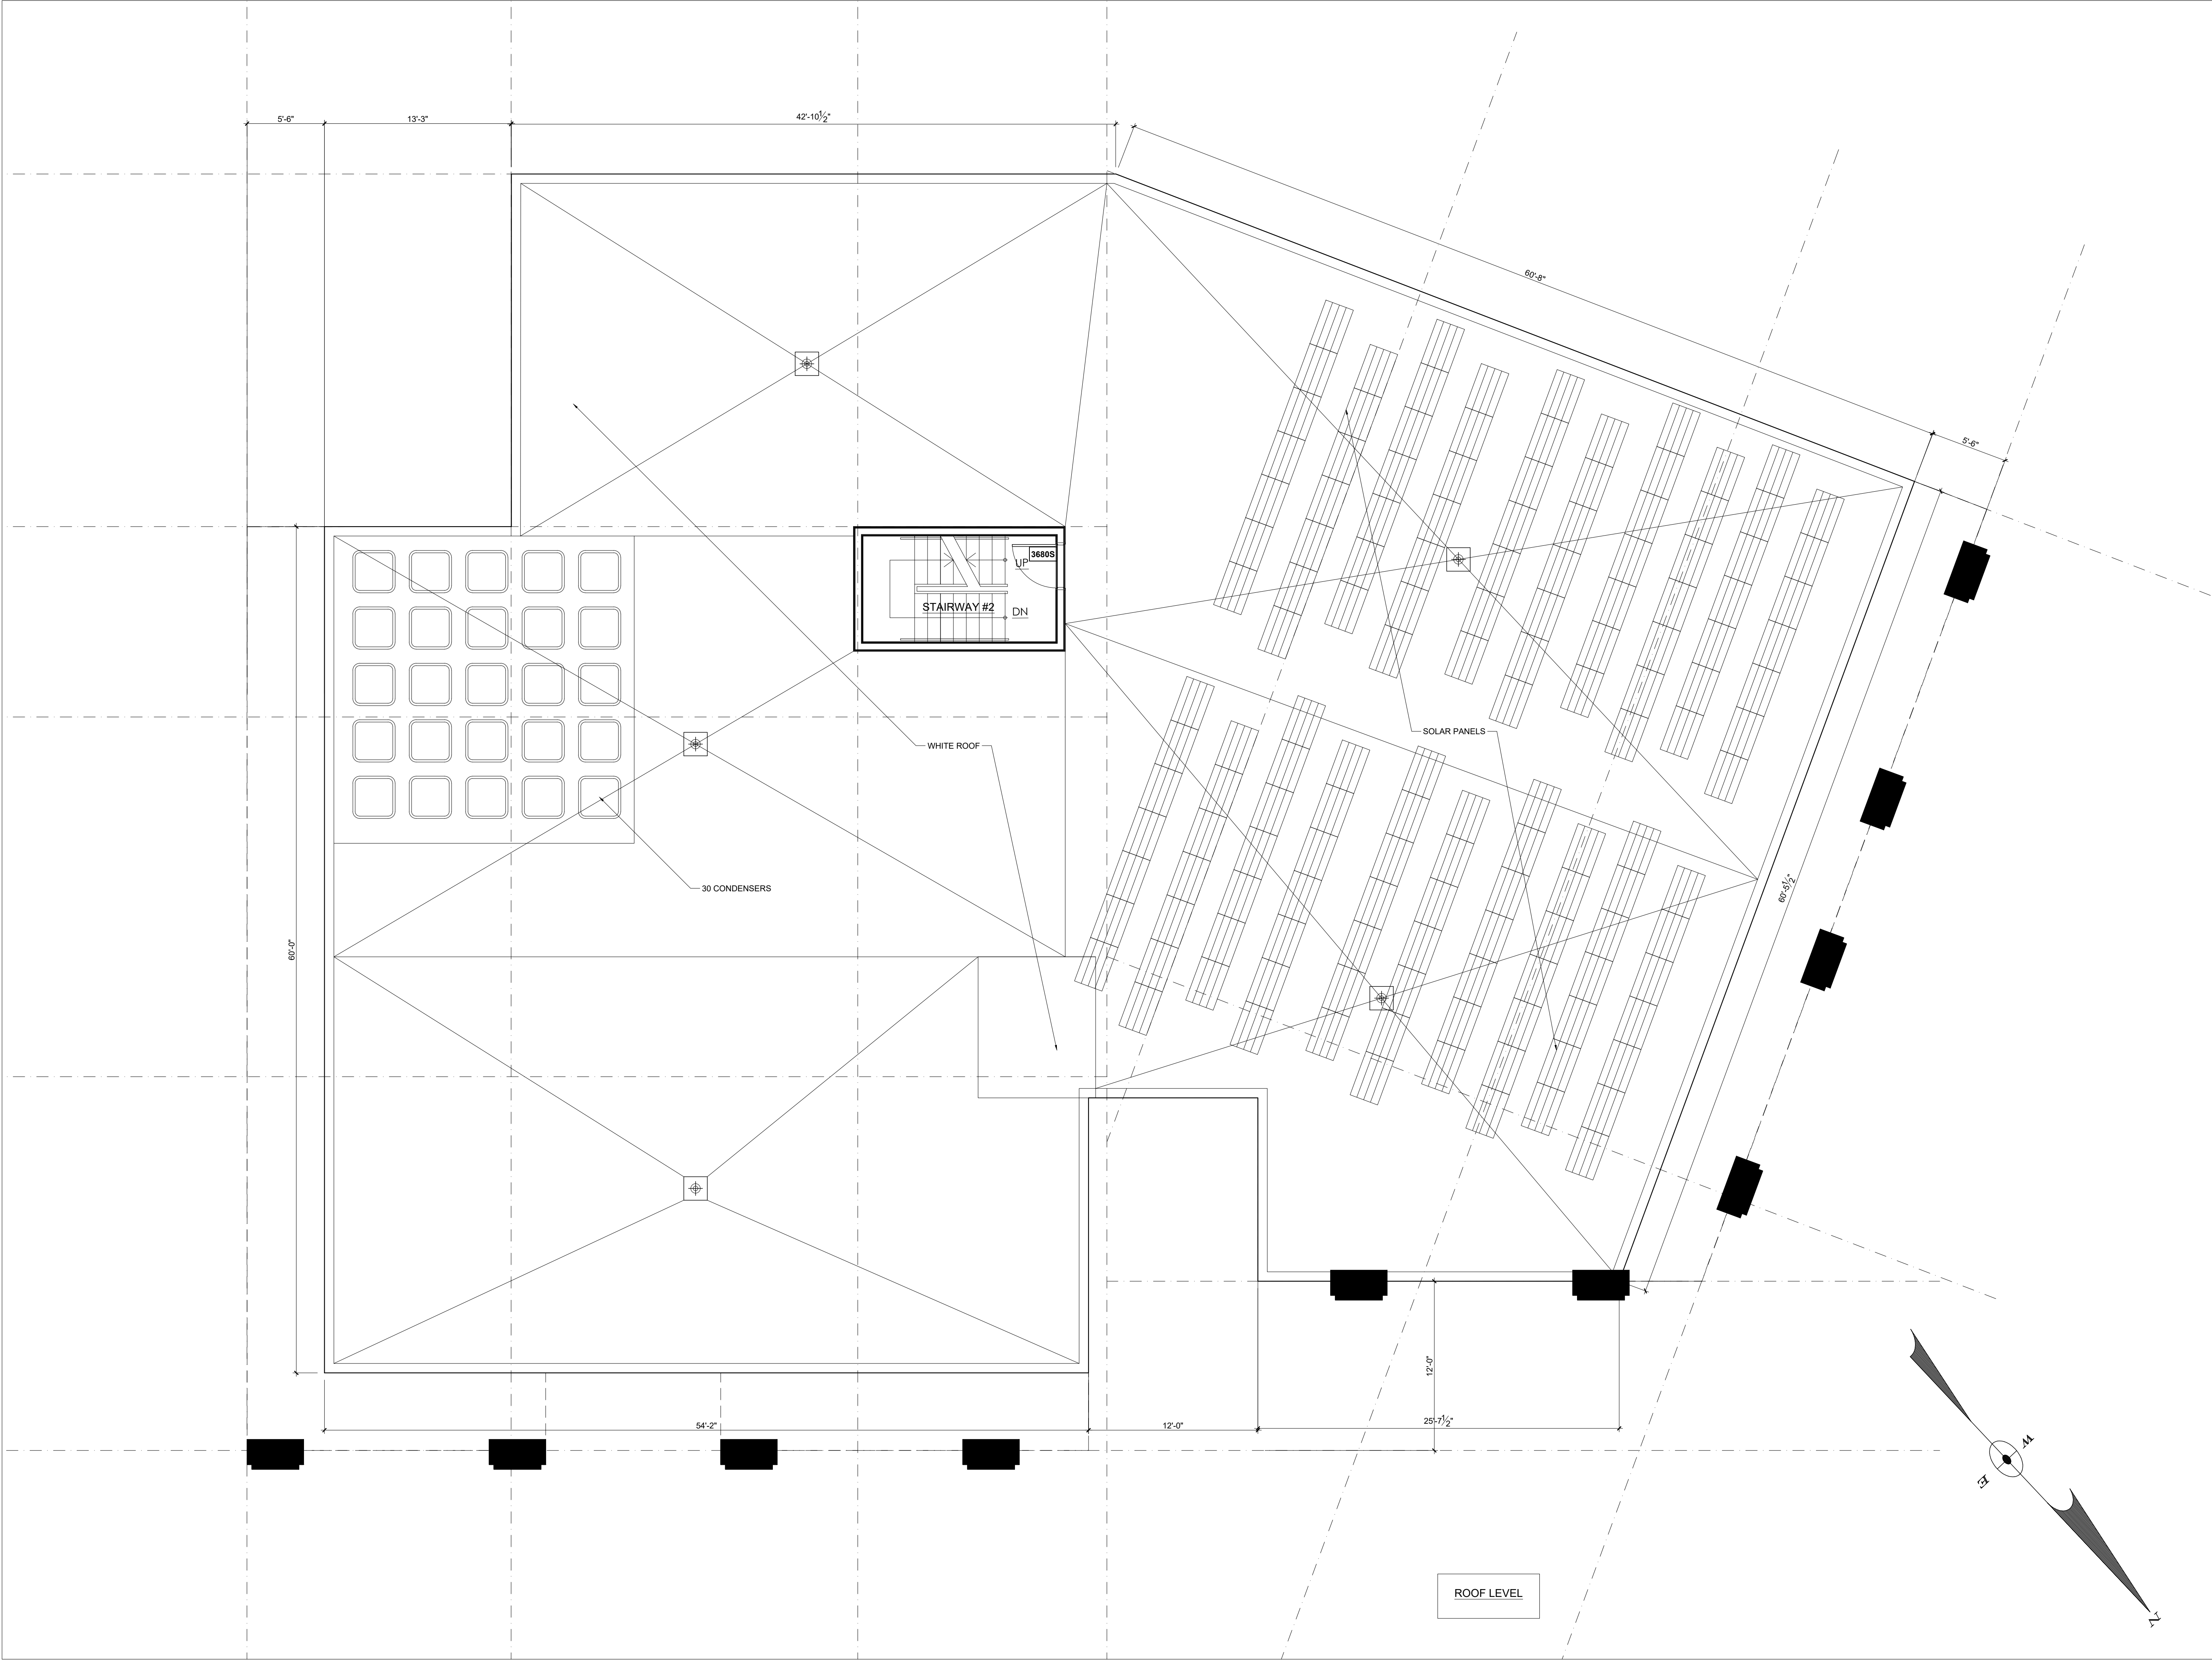 5'-6"
13'-3"
42'-10½"
60'-8"
5'-6"
3680S
UP
STAIRWAY #2
DN
SOLAR PANELS
WHITE ROOF
30 CONDENSERS
60'-5½"
60'-0"
12'-0"
54'-2"
12'-0"
25'-7½"
W
E
N
ROOF LEVEL